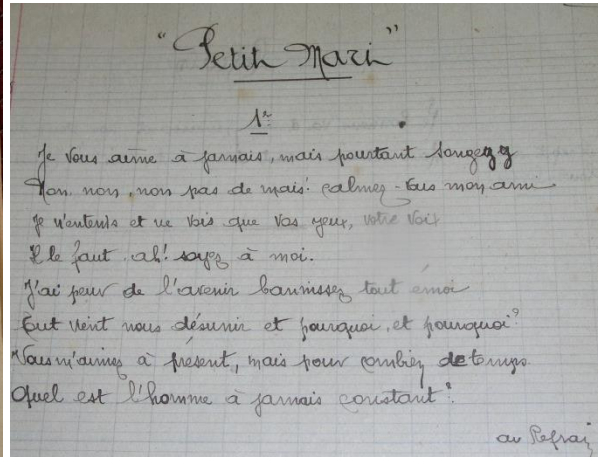 "Petit Mari"
1er
Je vous aime à jamais, mais pourtant songez y
Non non, non pas de mais! calmez-vous mon ami
Je n'entends et ne vois que vos yeux, votre voix
Il le faut ah! soyez à moi.
J'ai peur de l'avenir bannissez tout émoi
Tout vient nous désunir et pourquoi, et pourquoi?
Vous m'aimez à présent, mais pour combien de temps
Quel est l'homme à jamais constant?
au Refrain